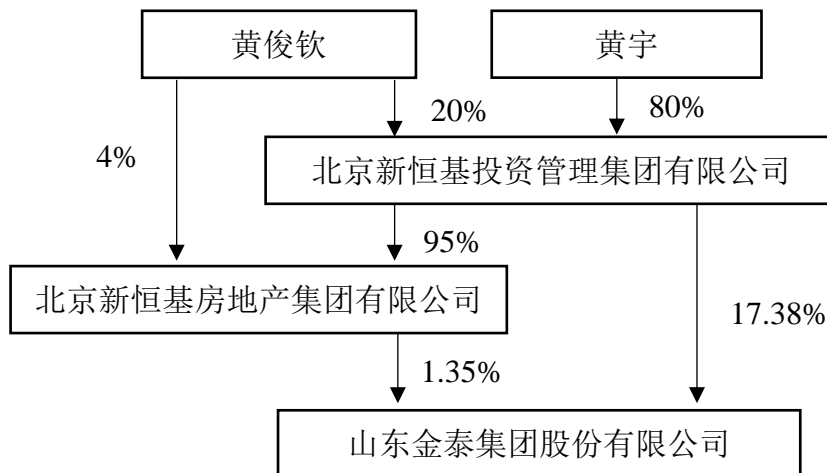 黄俊钦
黄宇
20%
80%
4%
北京新恒基投资管理集团有限公司
95%
北京新恒基房地产集团有限公司
17.38%
1.35%
山东金泰集团股份有限公司